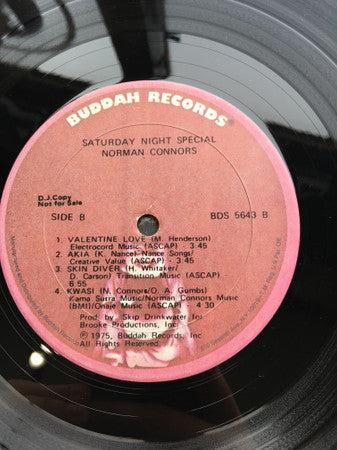 BUDDAH RECORDS®
SATURDAY NIGHT SPECIAL
NORMAN CONNORS
D.J. Copy
Not for Sale
SIDE B
BDS 5643 B
1. VALENTINE LOVE (M. Henderson)
Electrocord Music (ASCAP) - 3:45
2. AKIA (K. Nance) Nance Songs/
Creative Value (ASCAP) - 3:45
3. SKIN DIVER (H. Whitaker/
D. Carson) Transition Music (ASCAP)
6 55
4. KWASI (N. Connors/O. A. Gumbs)
Kama Sutra Music/Norman Connors Music
(BMI)/Onaje Music (ASCAP) 4 30
Prod. by Skip Drinkwater for
Brooke Productions, Inc.
℗ 1975, Buddah Records, Inc
All Rights Reserved.